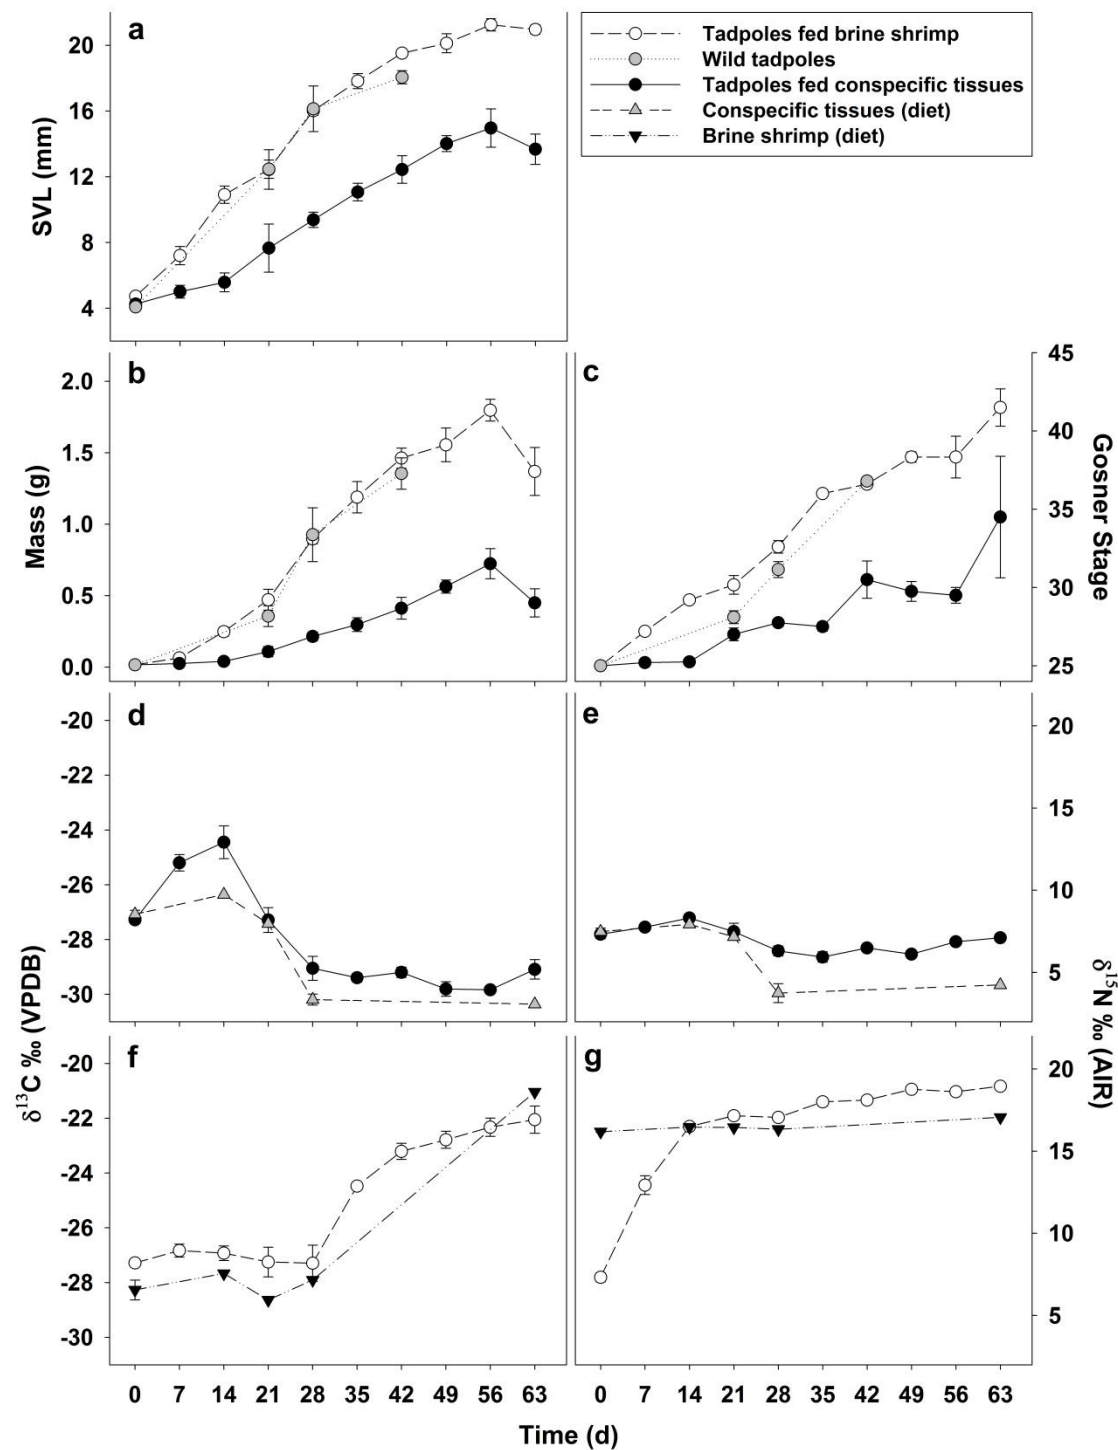 a
20
16
12
8
4
SVL (mm)
Tadpoles fed brine shrimp
Wild tadpoles
Tadpoles fed conspecific tissues
Conspecific tissues (diet)
Brine shrimp (diet)
b
2.0
1.5
1.0
0.5
0.0
Mass (g)
c
45
40
35
30
25
Gosner Stage
d
-20
-22
-24
-26
-28
-30
e
20
15
10
5
f
-20
-22
-24
-26
-28
-30
δ¹³C ‰ (VPDB)
g
20
15
10
5
δ¹⁵N ‰ (AIR)
0 7 14 21 28 35 42 49 56 63
0 7 14 21 28 35 42 49 56 63
Time (d)